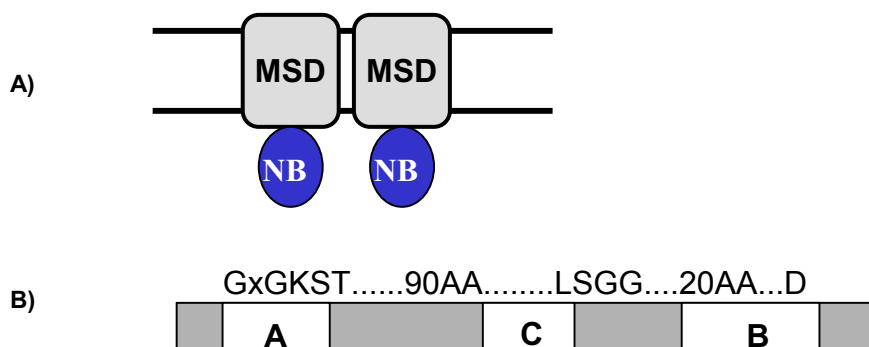 A)
MSD MSD
NB NB
B)
GxGKST......90AA........LSGG....20AA...D
A C B